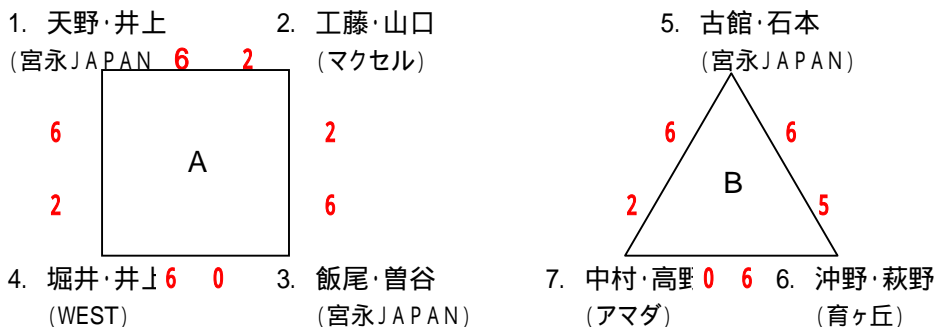 1. 天野・井上 2. 工藤・山口 5. 古館・石本
(宮永JAPAN (マクセル) (宮永JAPAN)
6 2
6 2 6 6
A B
2 6 2 5
4. 堀井・井上 6 0 3. 飯尾・曽谷 7. 中村・高野 0 6 6. 沖野・萩野
(WEST) (宮永JAPAN) (アマダ) (育ヶ丘)